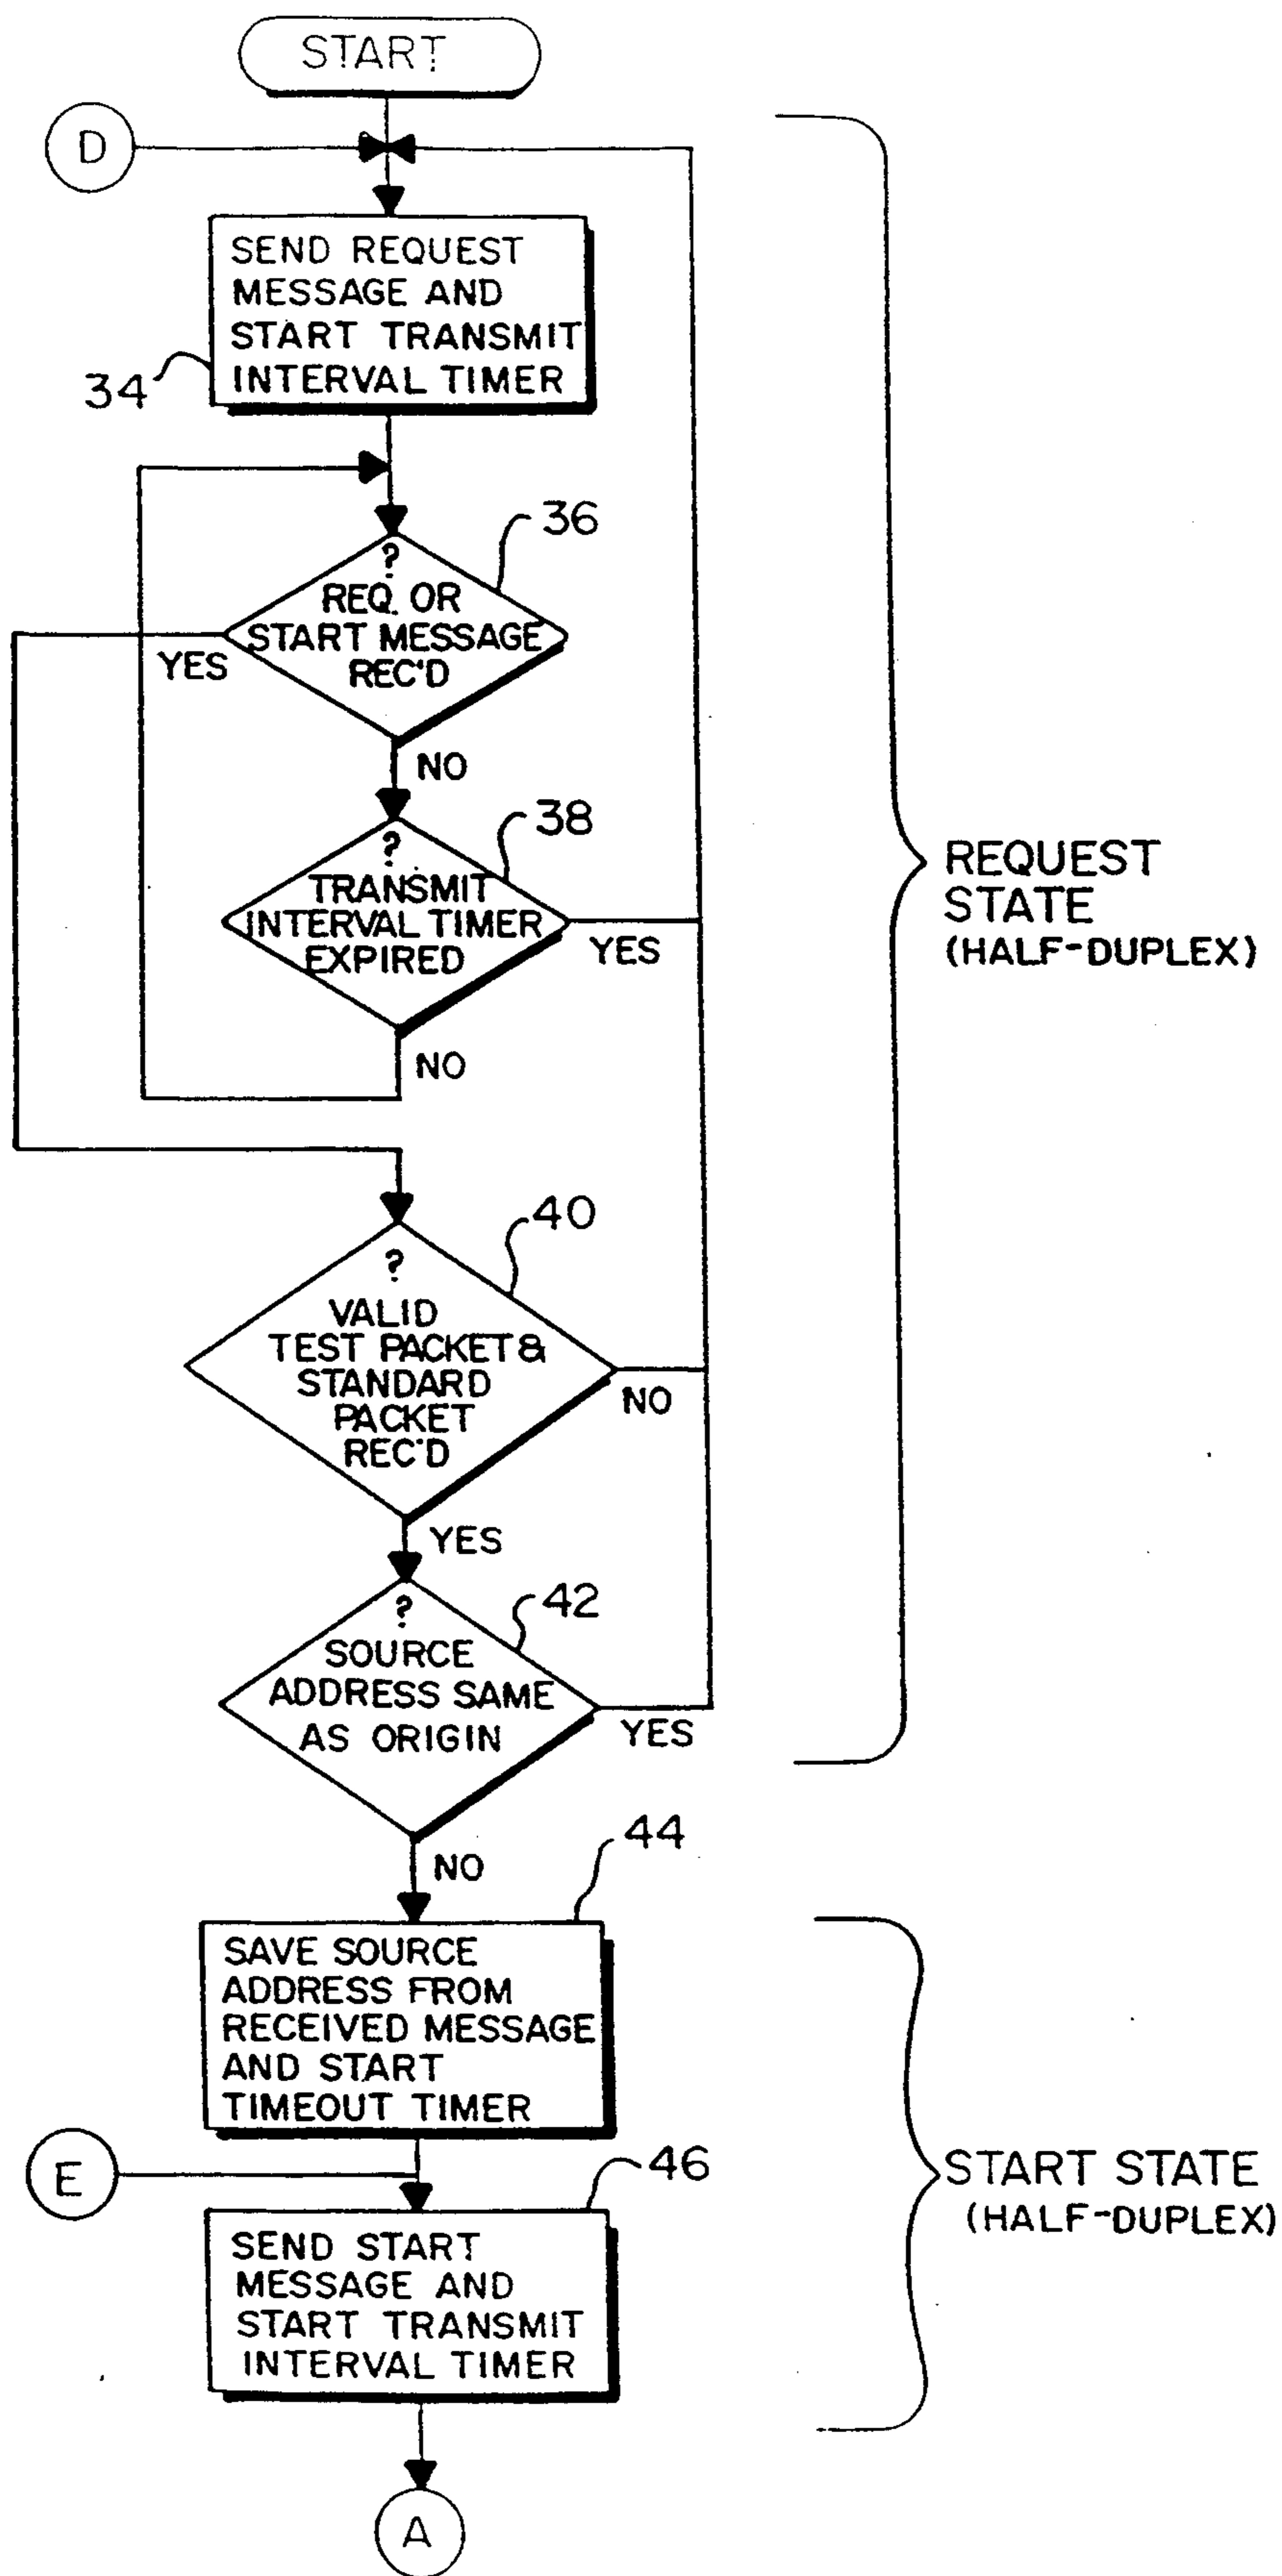 START
D
SEND REQUEST
MESSAGE AND
START TRANSMIT
INTERVAL TIMER
34
36
?
REQ. OR
START MESSAGE
REC'D
YES
NO
38
?
TRANSMIT
INTERVAL TIMER
EXPIRED
YES
NO
REQUEST
STATE
(HALF-DUPLEX)
40
?
VALID
TEST PACKET &
STANDARD
PACKET
REC'D
NO
YES
42
?
SOURCE
ADDRESS SAME
AS ORIGIN
YES
NO
44
SAVE SOURCE
ADDRESS FROM
RECEIVED MESSAGE
AND START
TIMEOUT TIMER
E
46
SEND START
MESSAGE AND
START TRANSMIT
INTERVAL TIMER
START STATE
(HALF-DUPLEX)
A